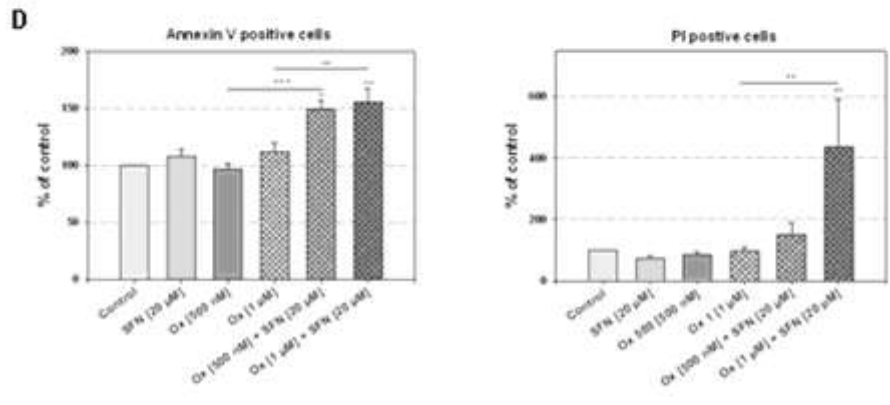 D
Annexin V positive cells
% of control
200
150
100
50
0
***
**
**
Control
SFN [20 µM]
Ox [500 nM]
Ox [1 µM]
Ox [500 nM] + SFN [20 µM]
Ox [1 µM] + SFN [20 µM]
PI postive cells
% of control
600
400
200
0
**
**
Control
SFN [20 µM]
Ox 500 [500 nM]
Ox 1 [1 µM]
Ox [500 nM] + SFN [20 µM]
Ox [1 µM] + SFN [20 µM]